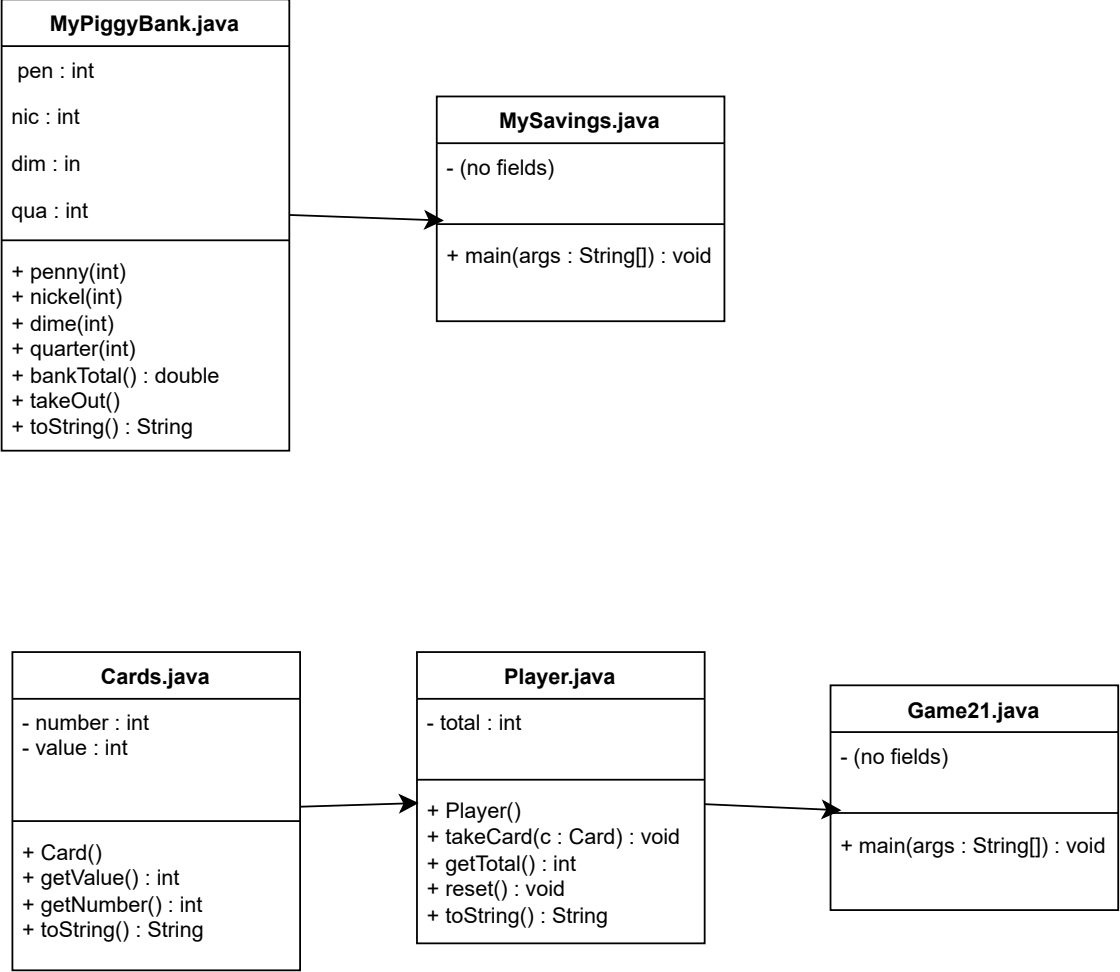 MyPiggyBank.java
pen : int
nic : int
dim : in
qua : int
+ penny(int)
+ nickel(int)
+ dime(int)
+ quarter(int)
+ bankTotal() : double
+ takeOut()
+ toString() : String
MySavings.java
- (no fields)
+ main(args : String[]) : void
Cards.java
- number : int
- value : int
+ Card()
+ getValue() : int
+ getNumber() : int
+ toString() : String
Player.java
- total : int
+ Player()
+ takeCard(c : Card) : void
+ getTotal() : int
+ reset() : void
+ toString() : String
Game21.java
- (no fields)
+ main(args : String[]) : void